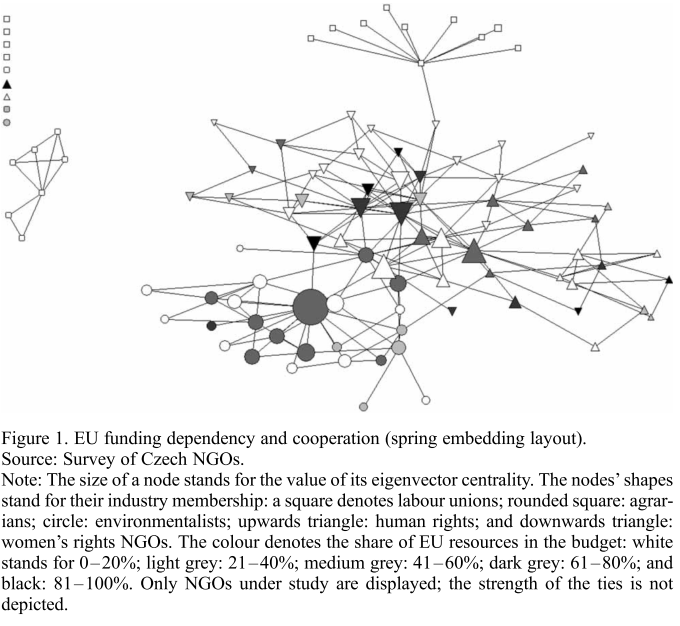 Figure 1. EU funding dependency and cooperation (spring embedding layout).
Source: Survey of Czech NGOs.
Note: The size of a node stands for the value of its eigenvector centrality. The nodes’ shapes
stand for their industry membership: a square denotes labour unions; rounded square: agrar-
ians; circle: environmentalists; upwards triangle: human rights; and downwards triangle:
women’s rights NGOs. The colour denotes the share of EU resources in the budget: white
stands for 0–20%; light grey: 21–40%; medium grey: 41–60%; dark grey: 61–80%; and
black: 81–100%. Only NGOs under study are displayed; the strength of the ties is not
depicted.